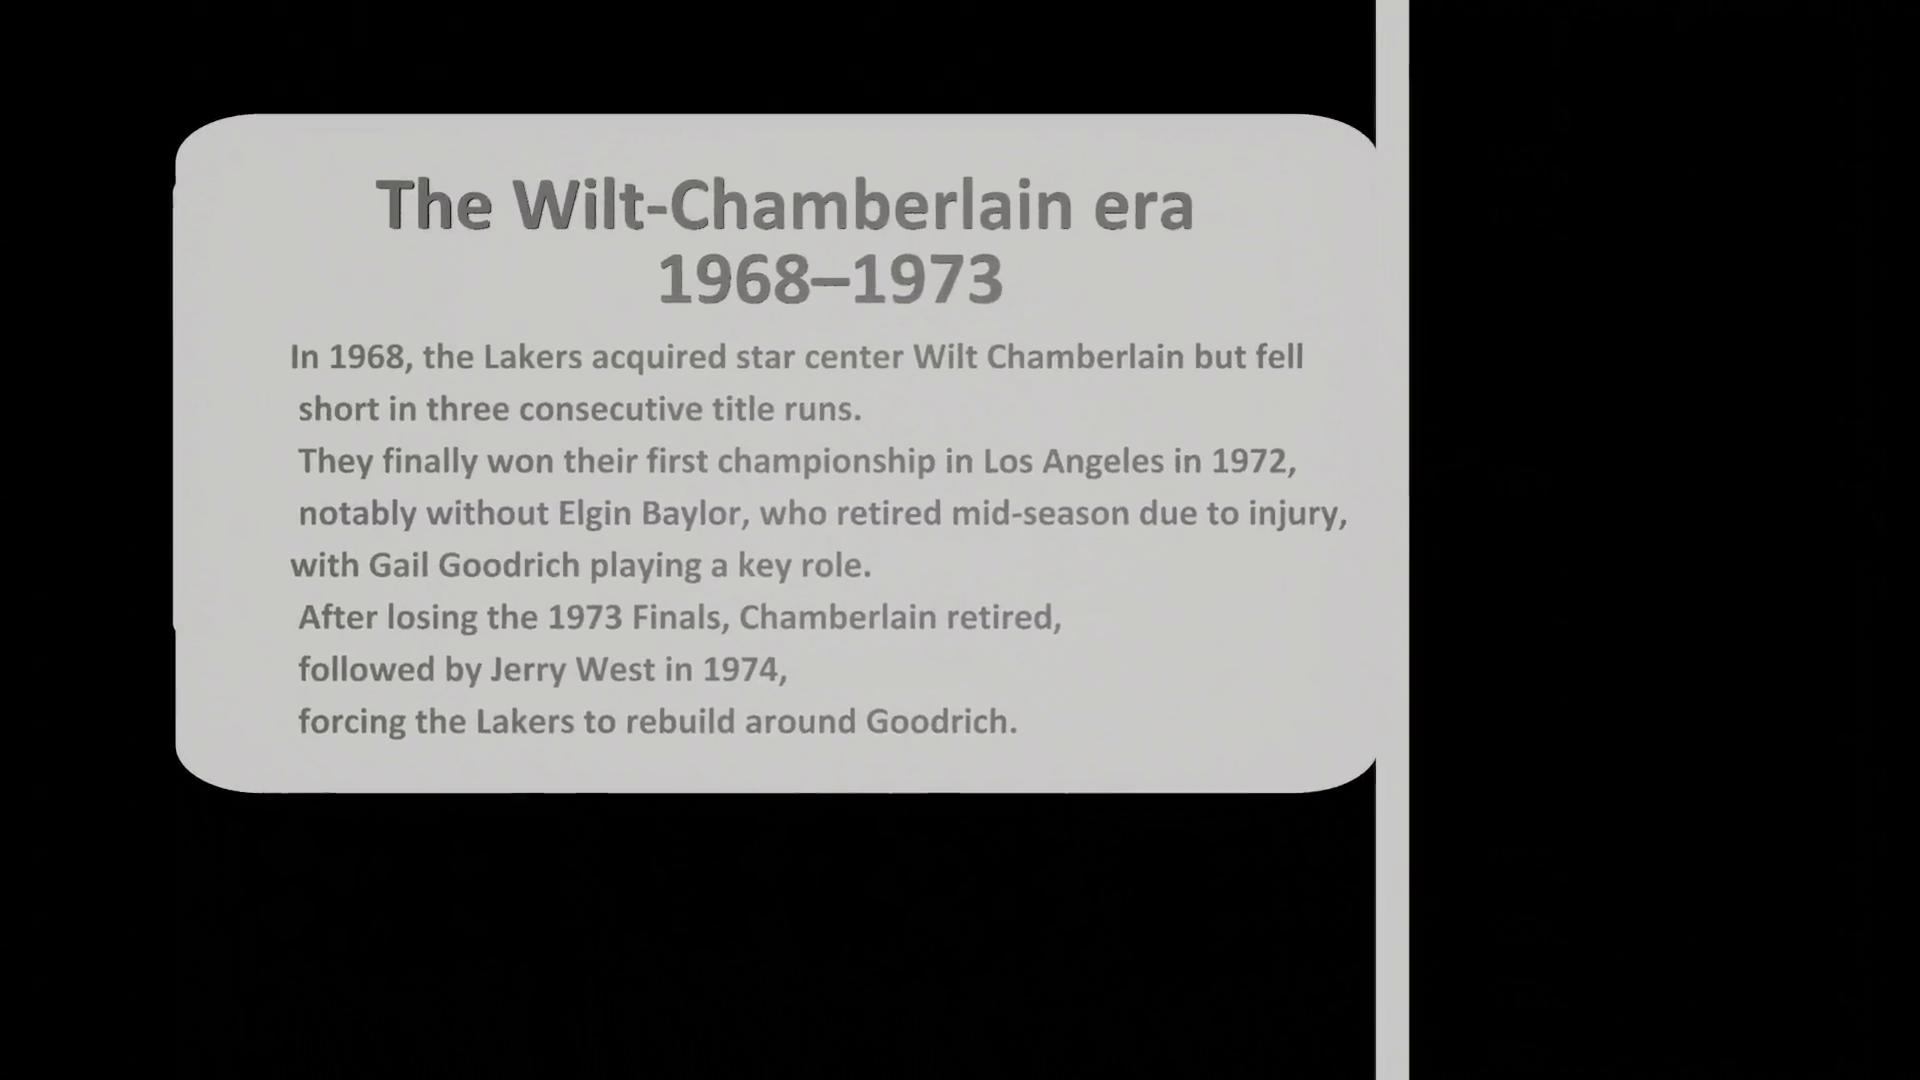 The Wilt-Chamberlain era
1968–1973
In 1968, the Lakers acquired star center Wilt Chamberlain but fell
short in three consecutive title runs.
They finally won their first championship in Los Angeles in 1972,
notably without Elgin Baylor, who retired mid-season due to injury,
with Gail Goodrich playing a key role.
After losing the 1973 Finals, Chamberlain retired,
followed by Jerry West in 1974,
forcing the Lakers to rebuild around Goodrich.